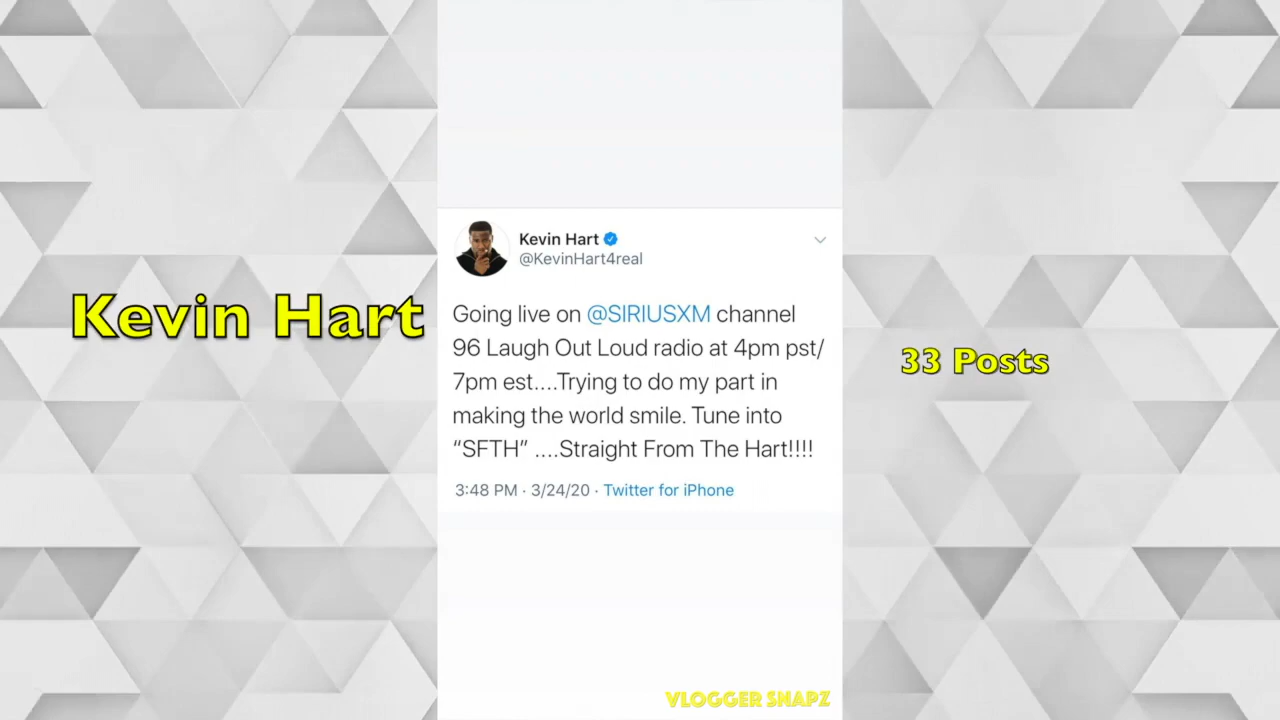 Kevin Hart
Kevin Hart
@KevinHart4real
Going live on @SIRIUSXM channel
96 Laugh Out Loud radio at 4pm pst/
7pm est....Trying to do my part in
making the world smile. Tune into
“SFTH” ....Straight From The Hart!!!!
3:48 PM · 3/24/20 · Twitter for iPhone
33 Posts
VLOGGER SNAPZ